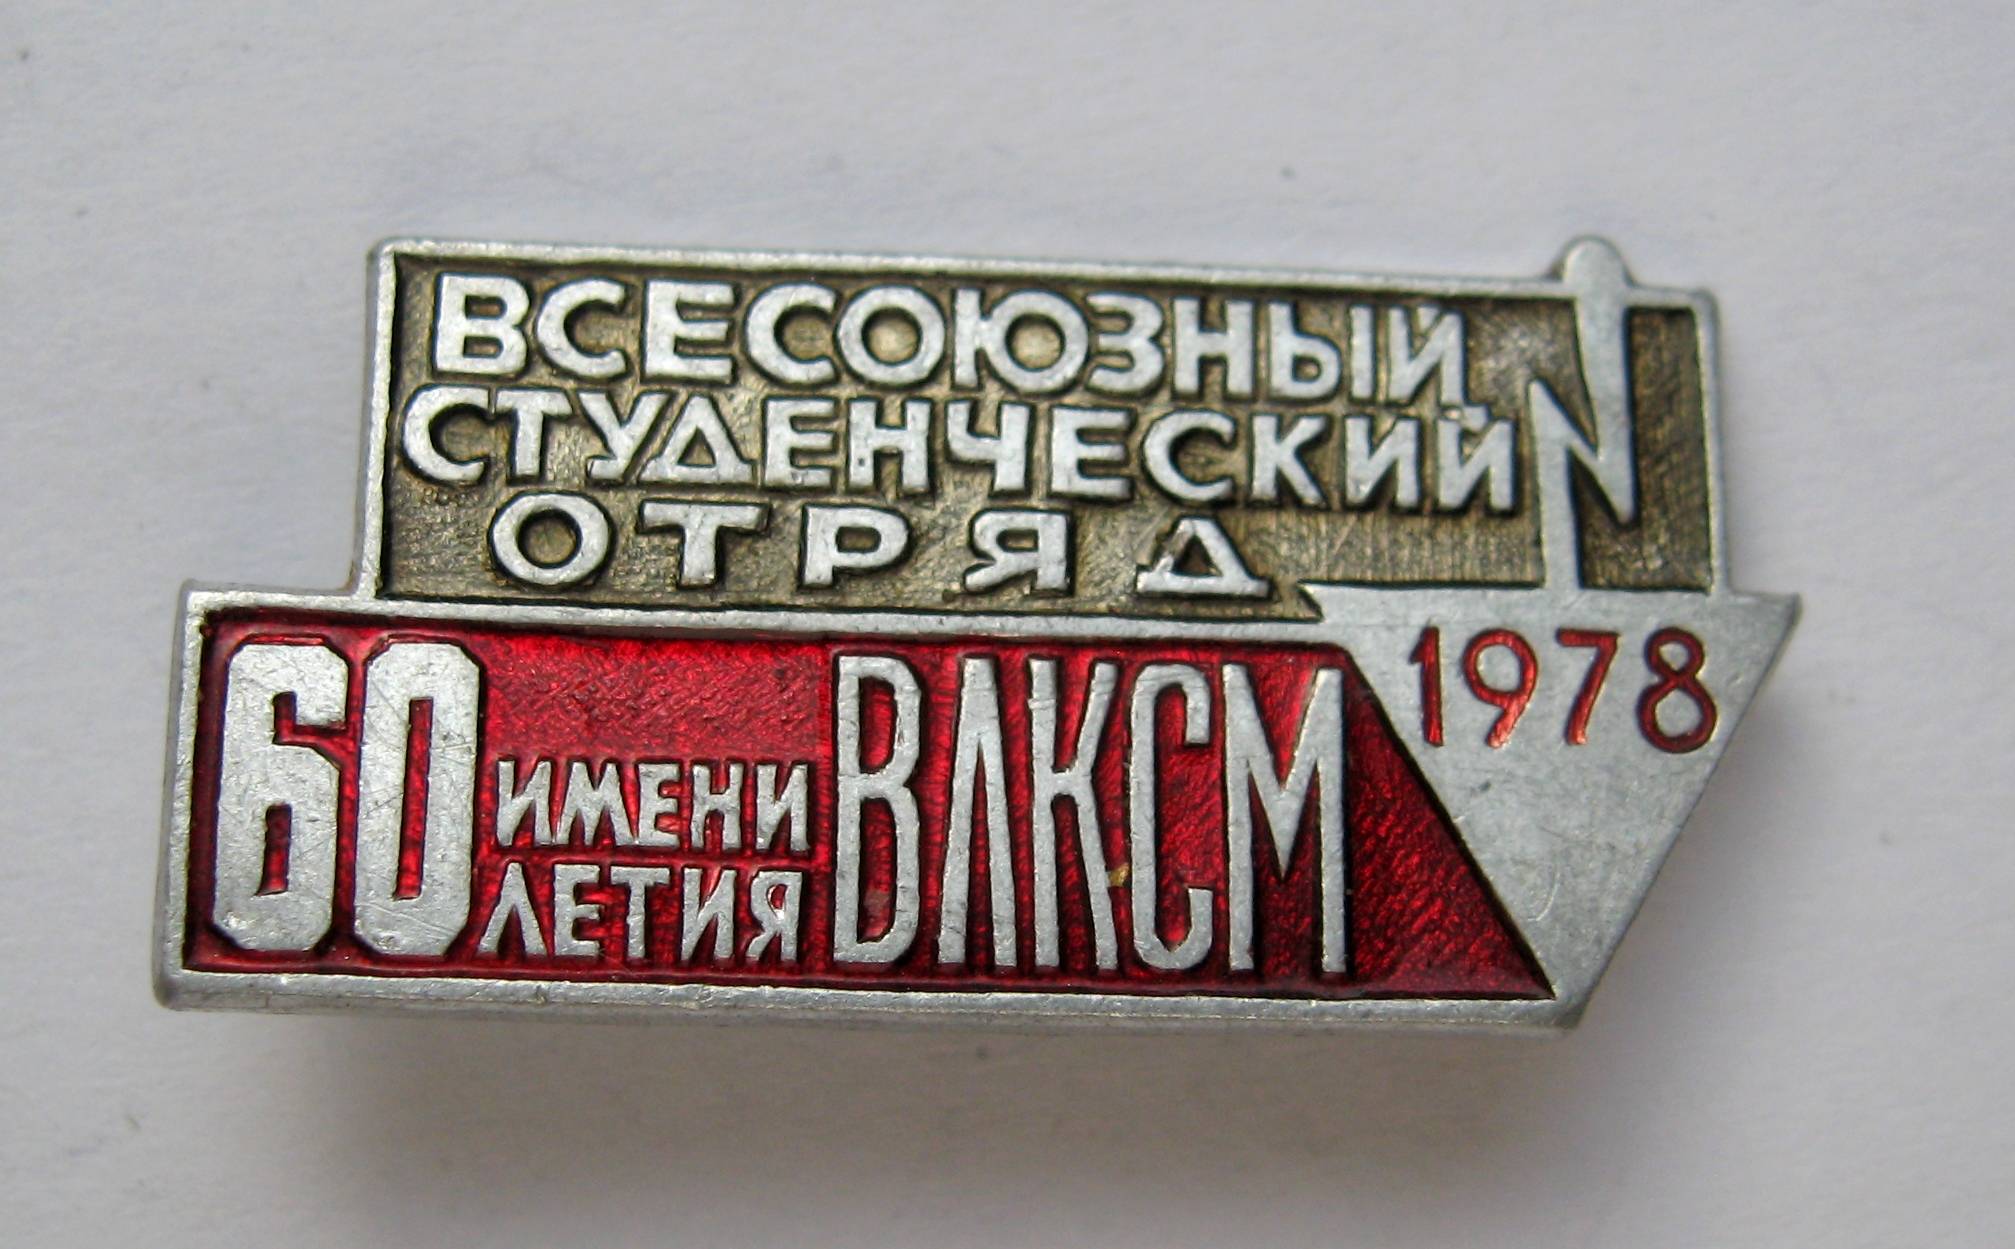 ВСЕСОЮЗНЫЙ
СТУДЕНЧЕСКИЙ
ОТРЯД
1978
60 ИМЕНИ ВЛКСМ
ЛЕТИЯ